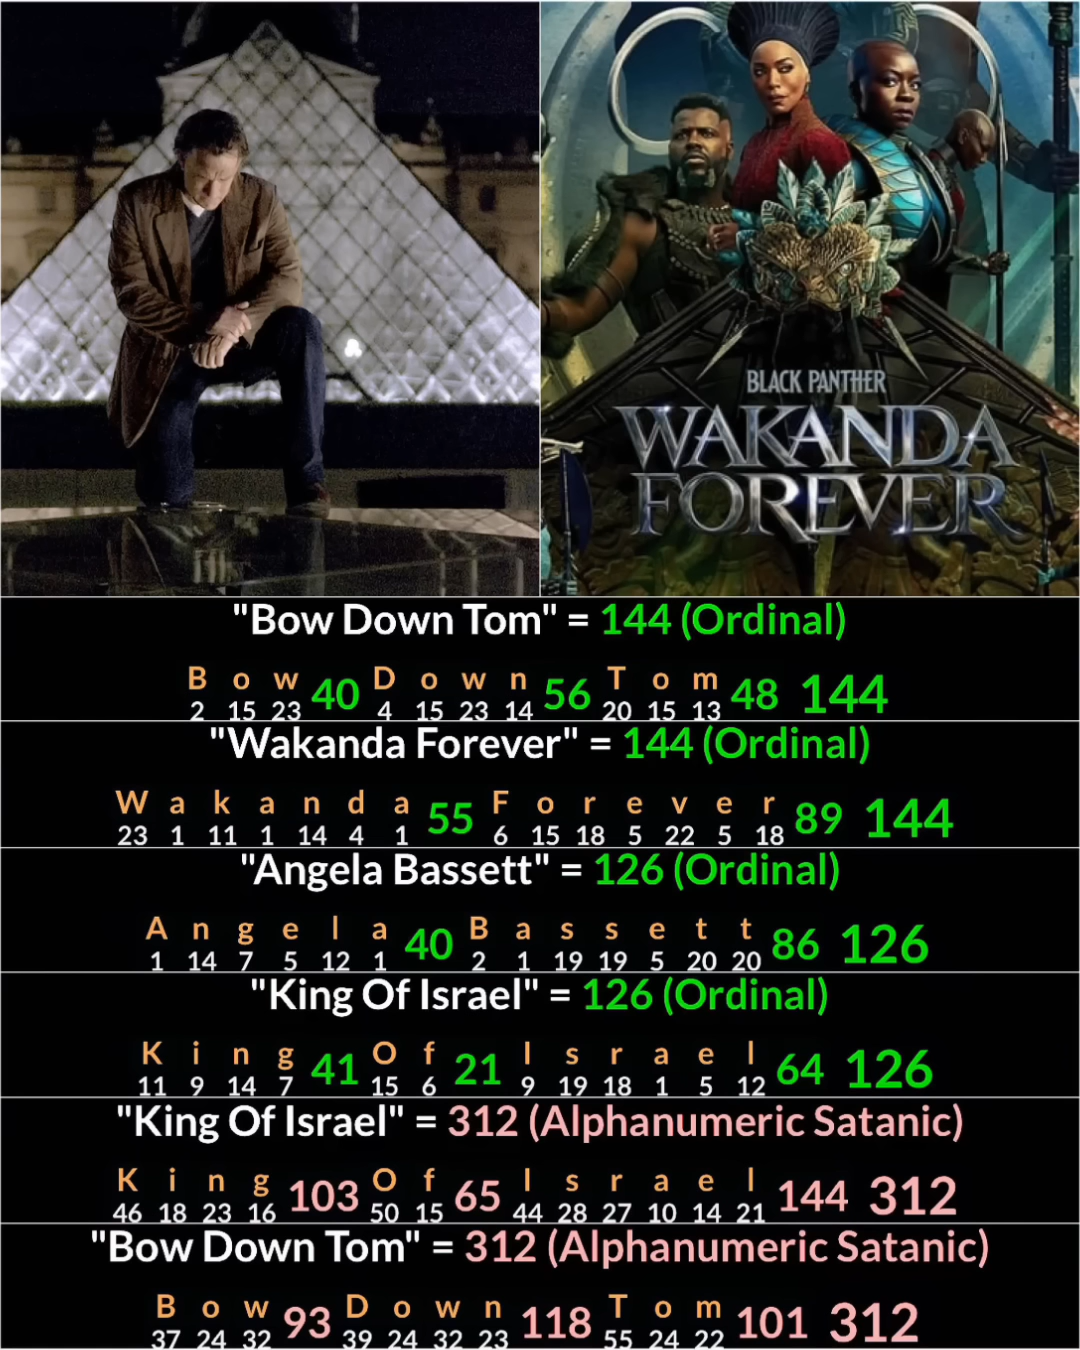 BLACK PANTHER
WAKANDA
FOREVER
"Bow Down Tom" = 144 (Ordinal)
B o w 40 D o w n 56 T o m 48 144
2 15 23 4 15 23 14 20 15 13
"Wakanda Forever" = 144 (Ordinal)
W a k a n d a 55 F o r e v e r 89 144
23 1 11 1 14 4 1 6 15 18 5 22 5 18
"Angela Bassett" = 126 (Ordinal)
A n g e l a 40 B a s s e t t 86 126
1 14 7 5 12 1 2 1 19 19 5 20 20
"King Of Israel" = 126 (Ordinal)
K i n g 41 O f 21 I s r a e l 64 126
11 9 14 7 15 6 9 19 18 1 5 12
"King Of Israel" = 312 (Alphanumeric Satanic)
K i n g 103 O f 65 I s r a e l 144 312
46 18 23 16 50 15 44 28 27 10 14 21
"Bow Down Tom" = 312 (Alphanumeric Satanic)
B o w 93 D o w n 118 T o m 101 312
37 24 32 39 24 32 23 55 24 22